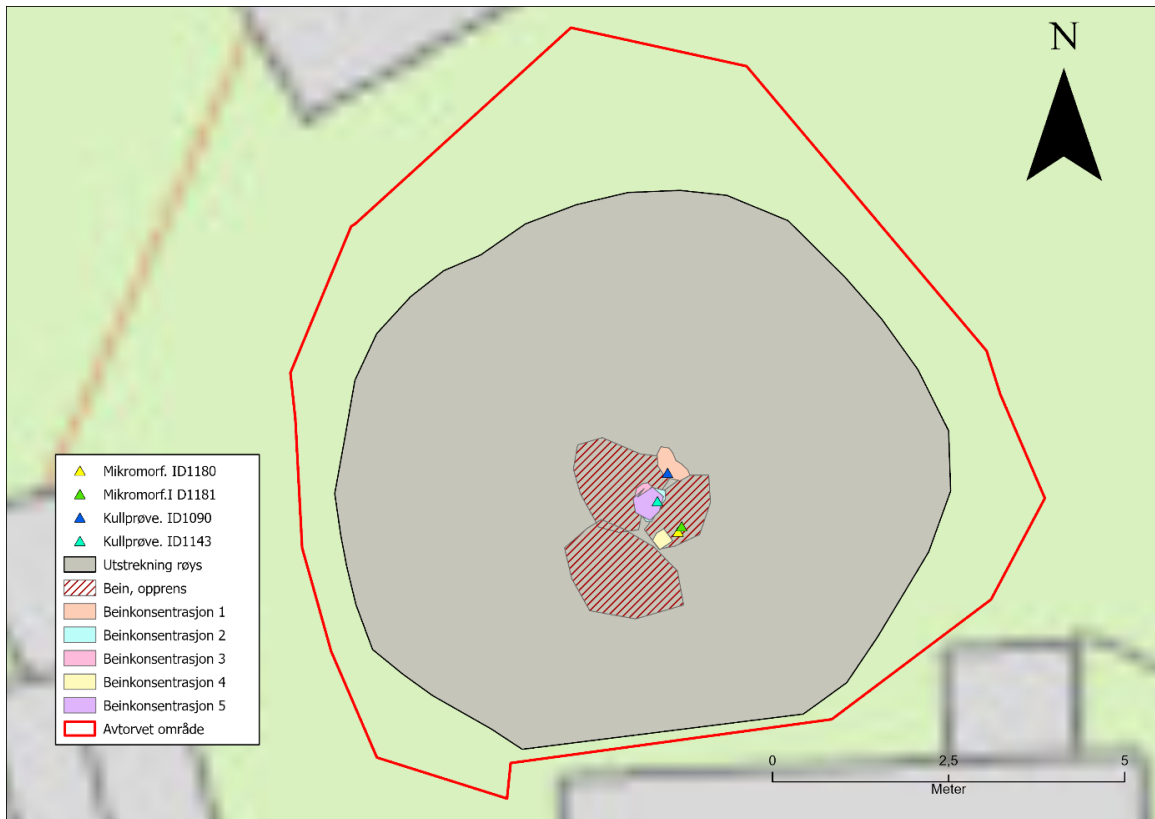 N
Mikromorf. ID1180
Mikromorf.I D1181
Kullprøve. ID1090
Kullprøve. ID1143
Utstrekning røys
Bein, opprens
Beinkonsentrasjon 1
Beinkonsentrasjon 2
Beinkonsentrasjon 3
Beinkonsentrasjon 4
Beinkonsentrasjon 5
Avtorvet område
0 2,5 5
Meter